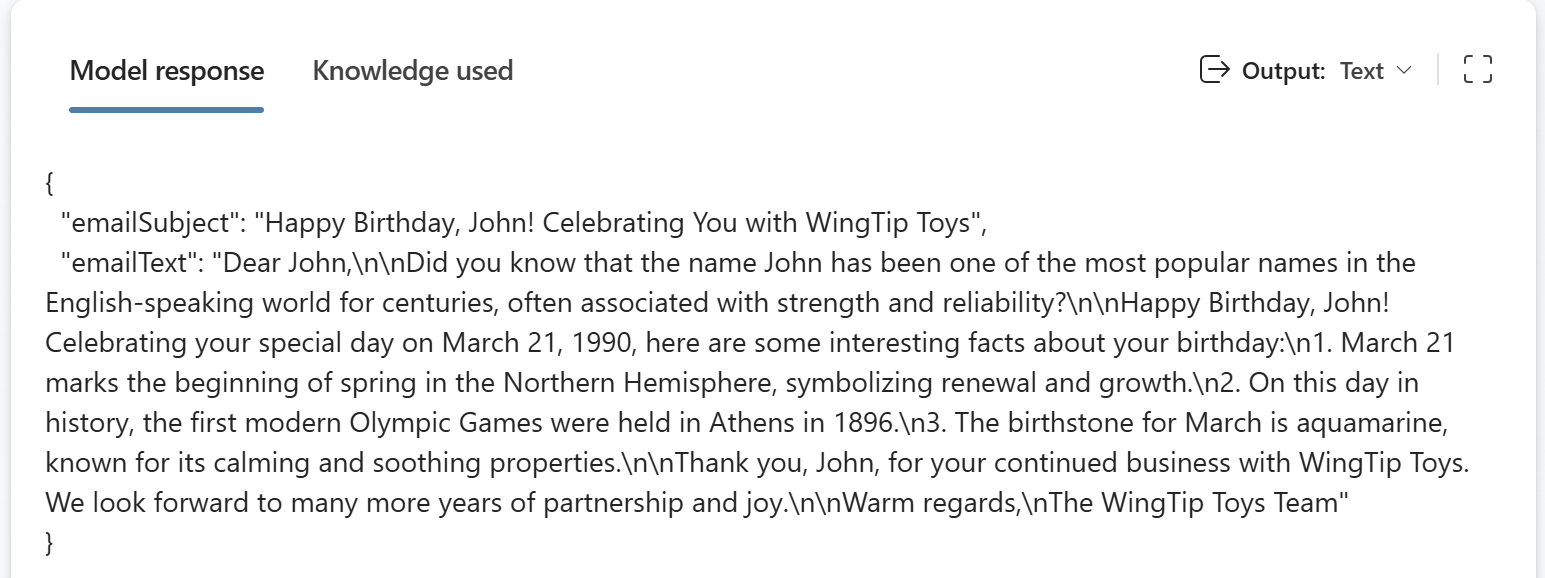 Model response
Knowledge used
Output: Text
{
"emailSubject": "Happy Birthday, John! Celebrating You with WingTip Toys",
"emailText": "Dear John,\n\nDid you know that the name John has been one of the most popular names in the
English-speaking world for centuries, often associated with strength and reliability?\n\nHappy Birthday, John!
Celebrating your special day on March 21, 1990, here are some interesting facts about your birthday:\n1. March 21
marks the beginning of spring in the Northern Hemisphere, symbolizing renewal and growth.\n2. On this day in
history, the first modern Olympic Games were held in Athens in 1896.\n3. The birthstone for March is aquamarine,
known for its calming and soothing properties.\n\nThank you, John, for your continued business with WingTip Toys.
We look forward to many more years of partnership and joy.\n\nWarm regards,\nThe WingTip Toys Team"
}